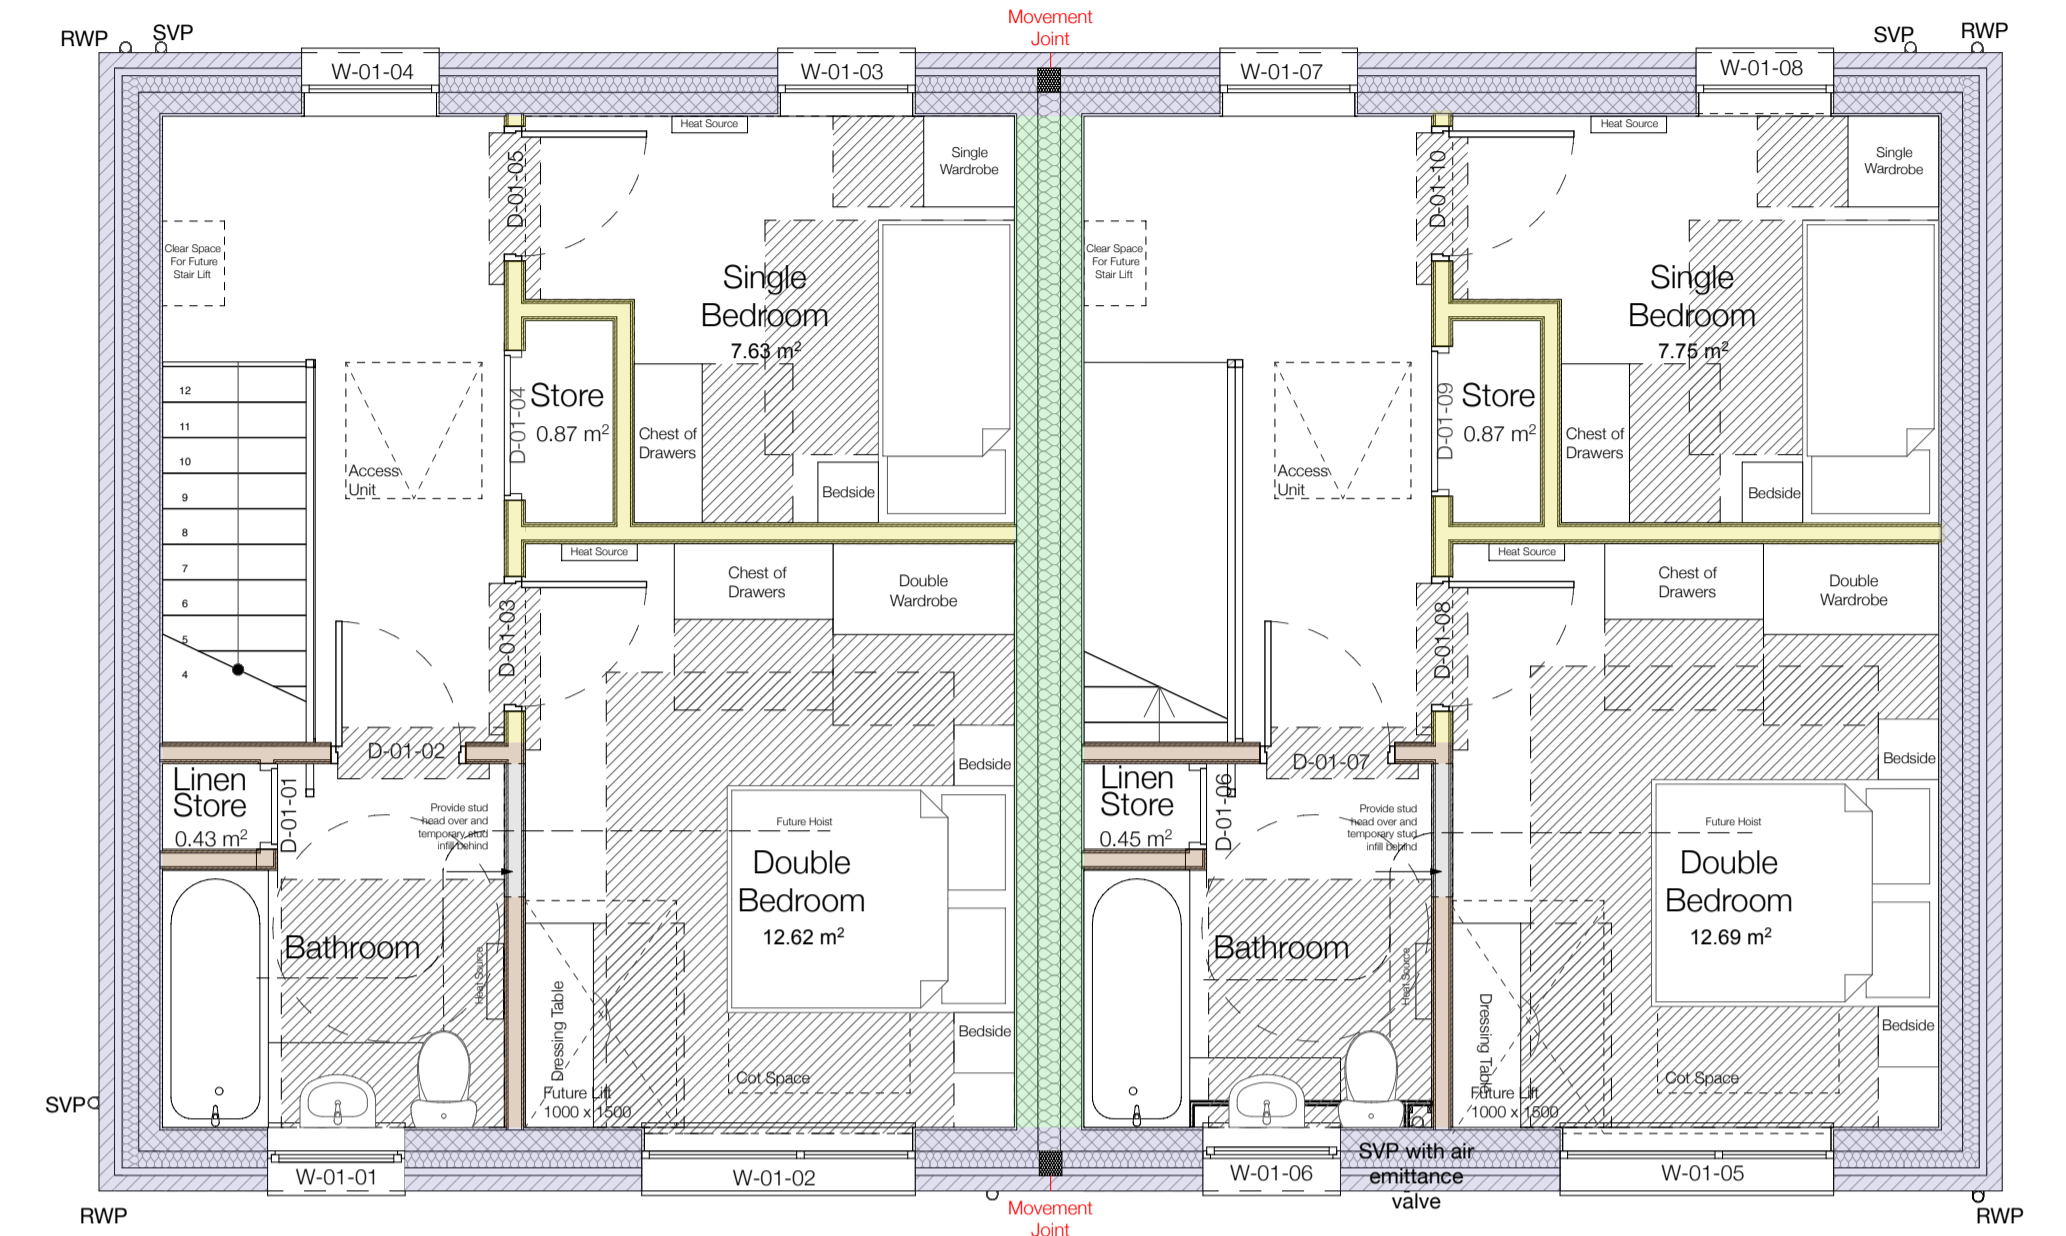 Movement
Joint
RWP
SVP
SVP
RWP
W-01-04
W-01-03
W-01-07
W-01-08
Heat Source
Single
Wardrobe
D-01-05
Clear Space
For Future
Stair Lift
Single
Bedroom
7.63 m²
Store
0.87 m²
D-01-04
Chest of
Drawers
Bedside
Access
Unit
12
11
10
9
8
7
6
5
4
Heat Source
Chest of
Drawers
Double
Wardrobe
D-01-03
D-01-02
Linen
Store
0.43 m²
D-01-01
Provide stud
head over and
temporary stud
infill behind
Future Hoist
Bedside
Double
Bedroom
12.62 m²
Bathroom
Heat Source
Dressing Table
Future Lift
1000 x 1500
Cot Space
Bedside
SVP
W-01-01
W-01-02
RWP
Heat Source
Single
Wardrobe
D-01-10
Clear Space
For Future
Stair Lift
Single
Bedroom
7.75 m²
Store
0.87 m²
D-01-09
Chest of
Drawers
Bedside
Access
Unit
Heat Source
Chest of
Drawers
Double
Wardrobe
D-01-08
D-01-07
Linen
Store
0.45 m²
D-01-06
Provide stud
head over and
temporary stud
infill behind
Future Hoist
Bedside
Double
Bedroom
12.69 m²
Bathroom
Heat Source
Dressing Table
Future Lift
1000 x 1500
Cot Space
Bedside
W-01-06
SVP with air
emittance
valve
W-01-05
Movement
Joint
RWP